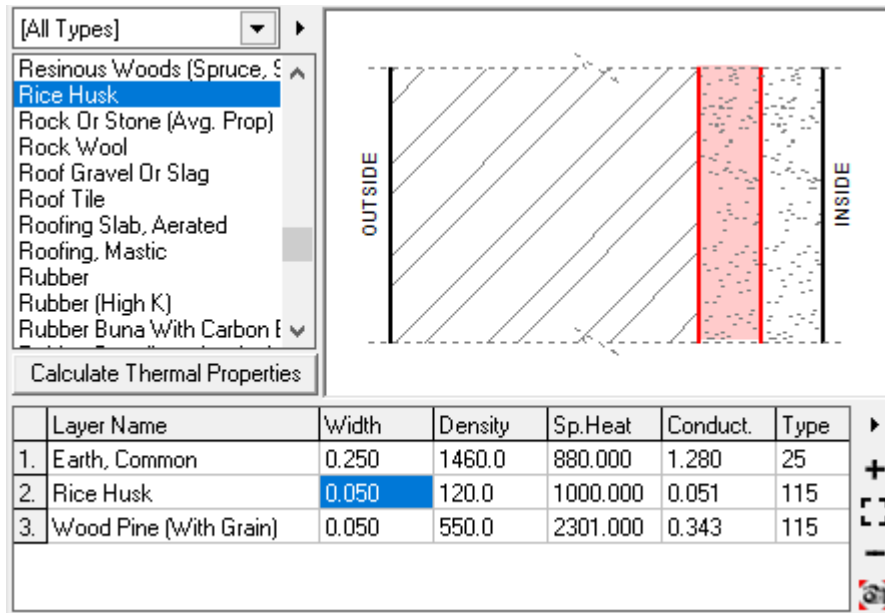 [All Types]
Resinous Woods (Spruce, S
Rice Husk
Rock Or Stone (Avg. Prop)
Rock Wool
Roof Gravel Or Slag
Roof Tile
Roofing Slab, Aerated
Roofing, Mastic
Rubber
Rubber (High K)
Rubber Buna With Carbon B
Calculate Thermal Properties
OUTSIDE
INSIDE
Layer Name Width Density Sp.Heat Conduct. Type
1. Earth, Common 0.250 1460.0 880.000 1.280 25
2. Rice Husk 0.050 120.0 1000.000 0.051 115
3. Wood Pine (With Grain) 0.050 550.0 2301.000 0.343 115